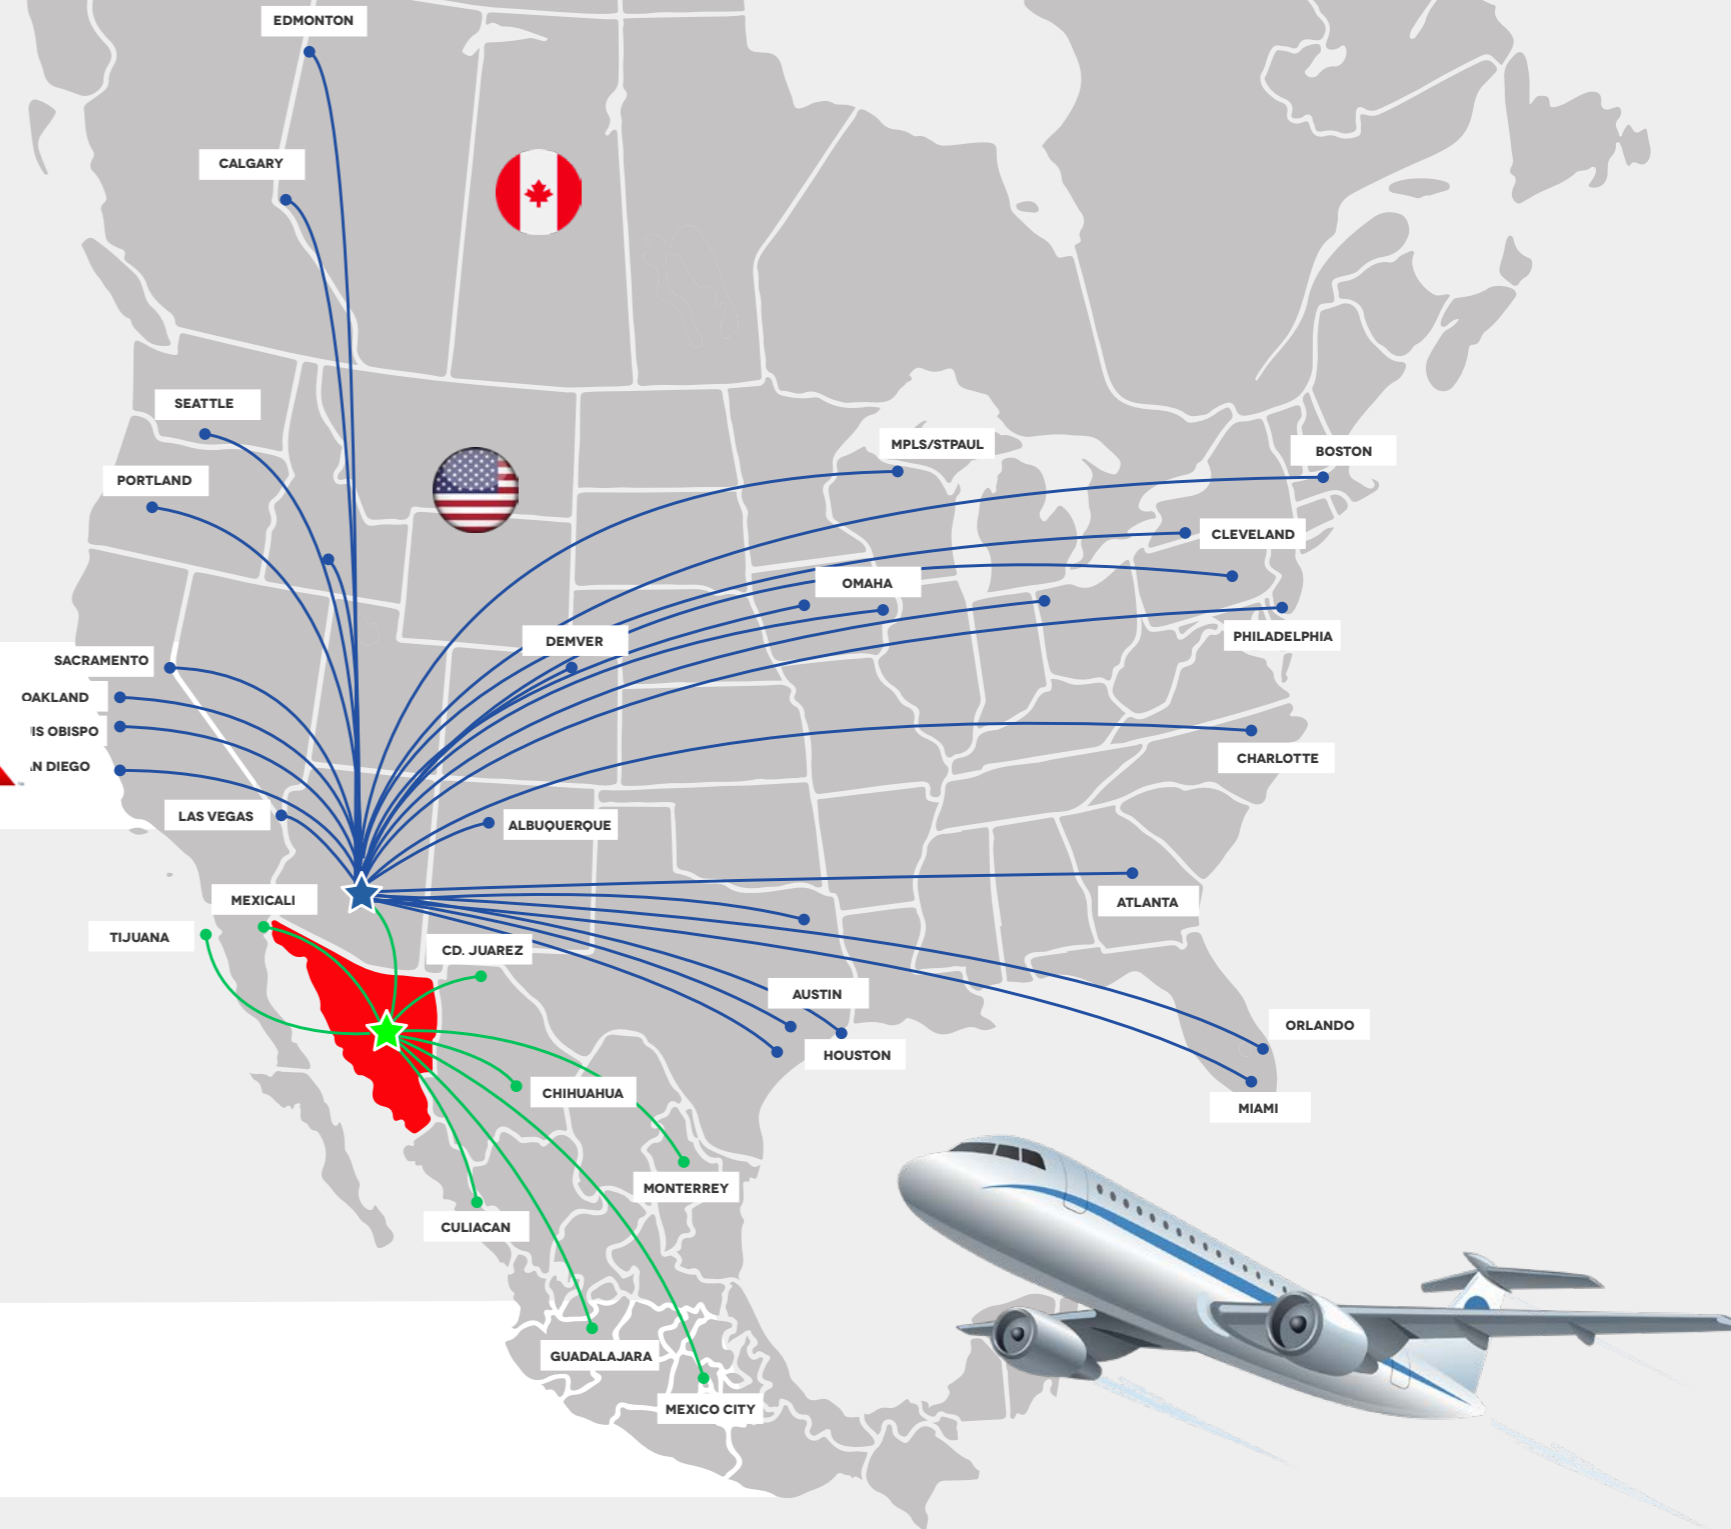 EDMONTON
CALGARY
SEATTLE
MPLS/STPAUL
BOSTON
PORTLAND
CLEVELAND
OMAHA
PHILADELPHIA
DEMVER
SACRAMENTO
OAKLAND
IS OBISPO
CHARLOTTE
N DIEGO
LAS VEGAS
ALBUQUERQUE
MEXICALI
ATLANTA
TIJUANA
CD. JUAREZ
AUSTIN
ORLANDO
HOUSTON
CHIHUAHUA
MIAMI
MONTERREY
CULIACAN
GUADALAJARA
MEXICO CITY